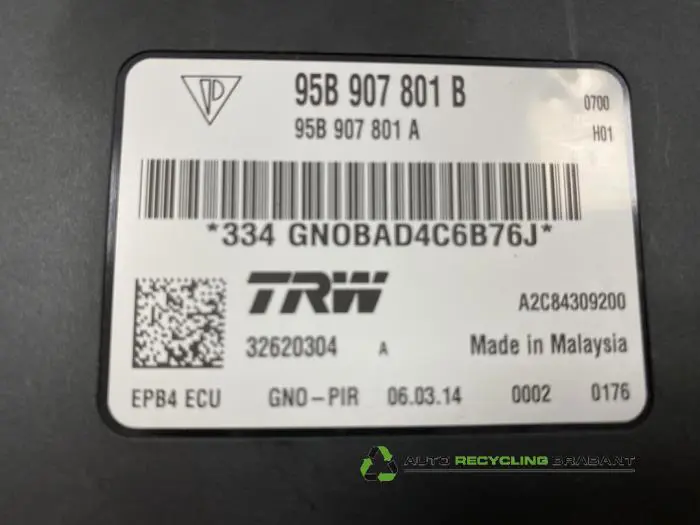 95B 907 801 B
0700
95B 907 801 A
H01
*334 GNOBAD4C6B76J*
TRW
A2C84309200
32620304 A
Made in Malaysia
EPB4 ECU GNO-PIR 06.03.14 0002 0176
AUTO RECYCLING BRABANT